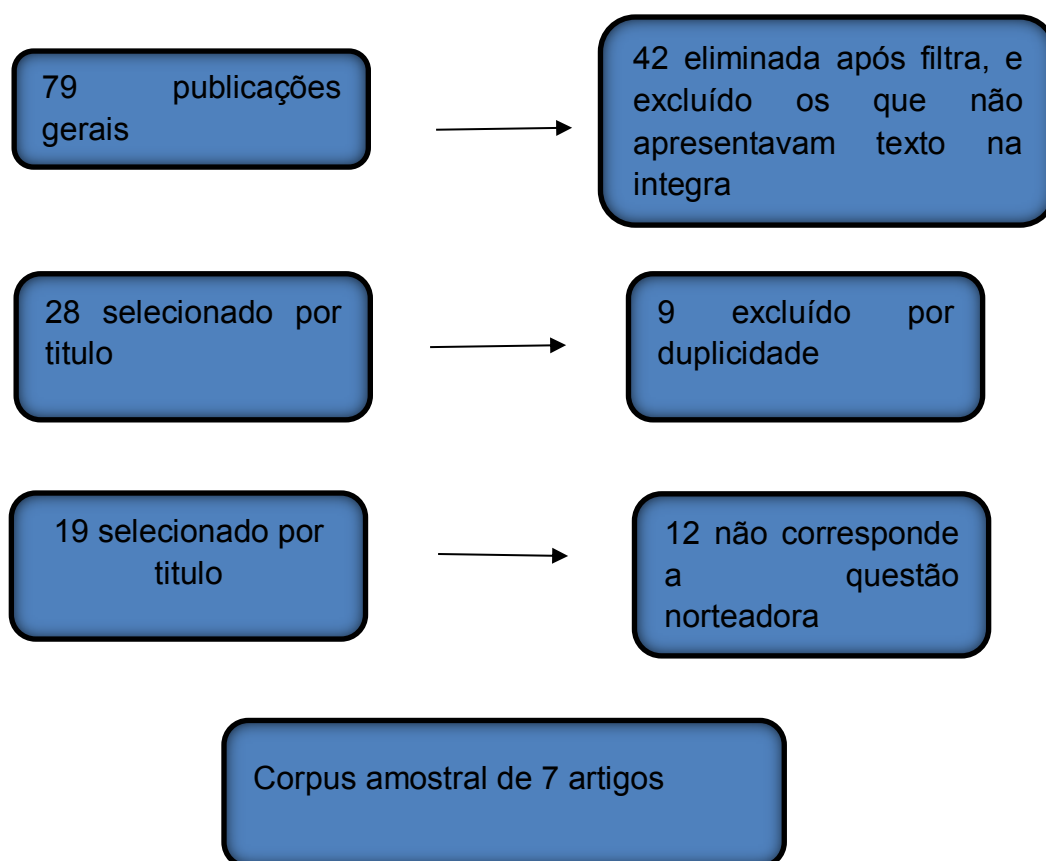 79 publicações
gerais
42 eliminada após filtra, e
excluído os que não
apresentavam texto na
integra
28 selecionado por
titulo
9 excluído por
duplicidade
19 selecionado por
titulo
12 não corresponde
a questão
norteadora
Corpus amostral de 7 artigos